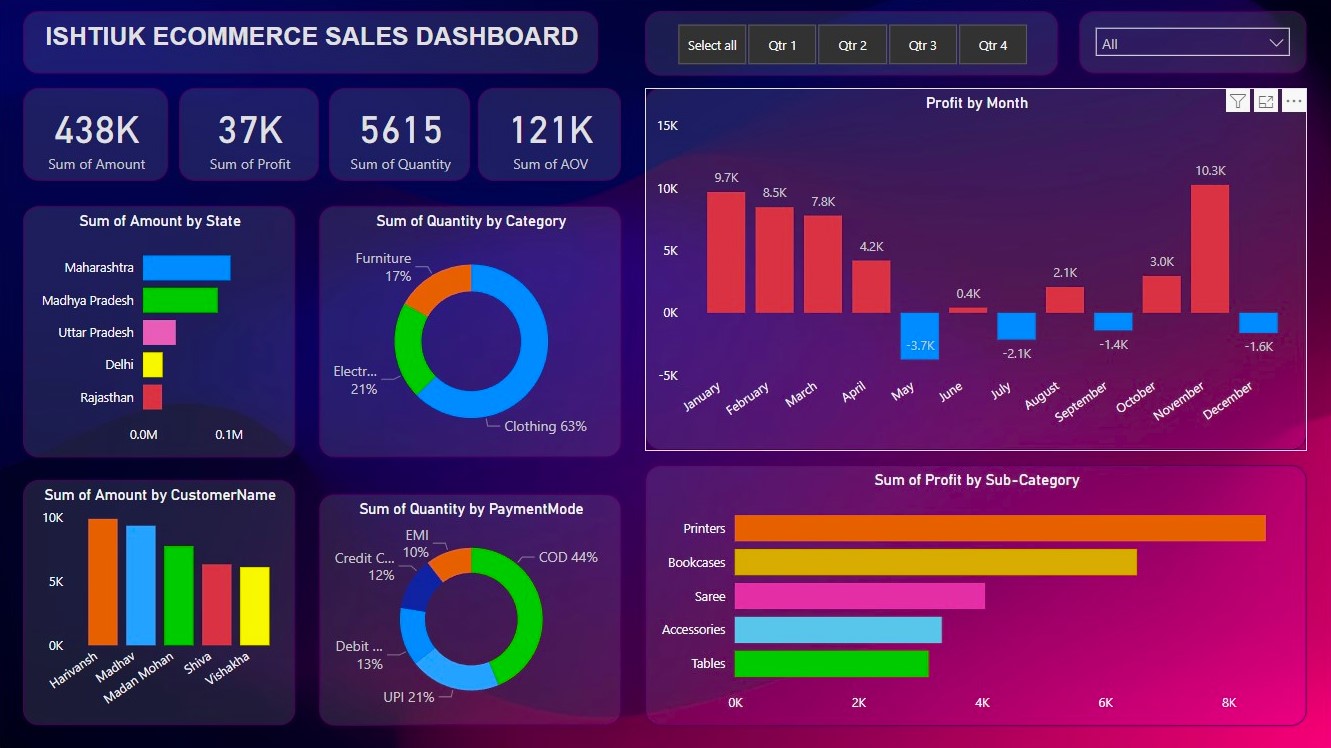 ISHTIUK ECOMMERCE SALES DASHBOARD
Select all
Qtr 1
Qtr 2
Qtr 3
Qtr 4
All
438K
Sum of Amount
37K
Sum of Profit
5615
Sum of Quantity
121K
Sum of AOV
Profit by Month
15K
10K
5K
0K
-5K
9.7K
8.5K
7.8K
4.2K
-3.7K
0.4K
-2.1K
2.1K
-1.4K
3.0K
10.3K
-1.6K
January
February
March
April
May
June
July
August
September
October
November
December
Sum of Amount by State
Maharashtra
Madhya Pradesh
Uttar Pradesh
Delhi
Rajasthan
0.0M
0.1M
Sum of Quantity by Category
Furniture
17%
Electr...
21%
Clothing 63%
Sum of Amount by CustomerName
10K
5K
0K
Harivansh
Madhav
Madan Mohan
Shiva
Vishakha
Sum of Quantity by PaymentMode
EMI
10%
Credit C...
12%
Debit ...
13%
UPI 21%
COD 44%
Sum of Profit by Sub-Category
Printers
Bookcases
Saree
Accessories
Tables
0K
2K
4K
6K
8K